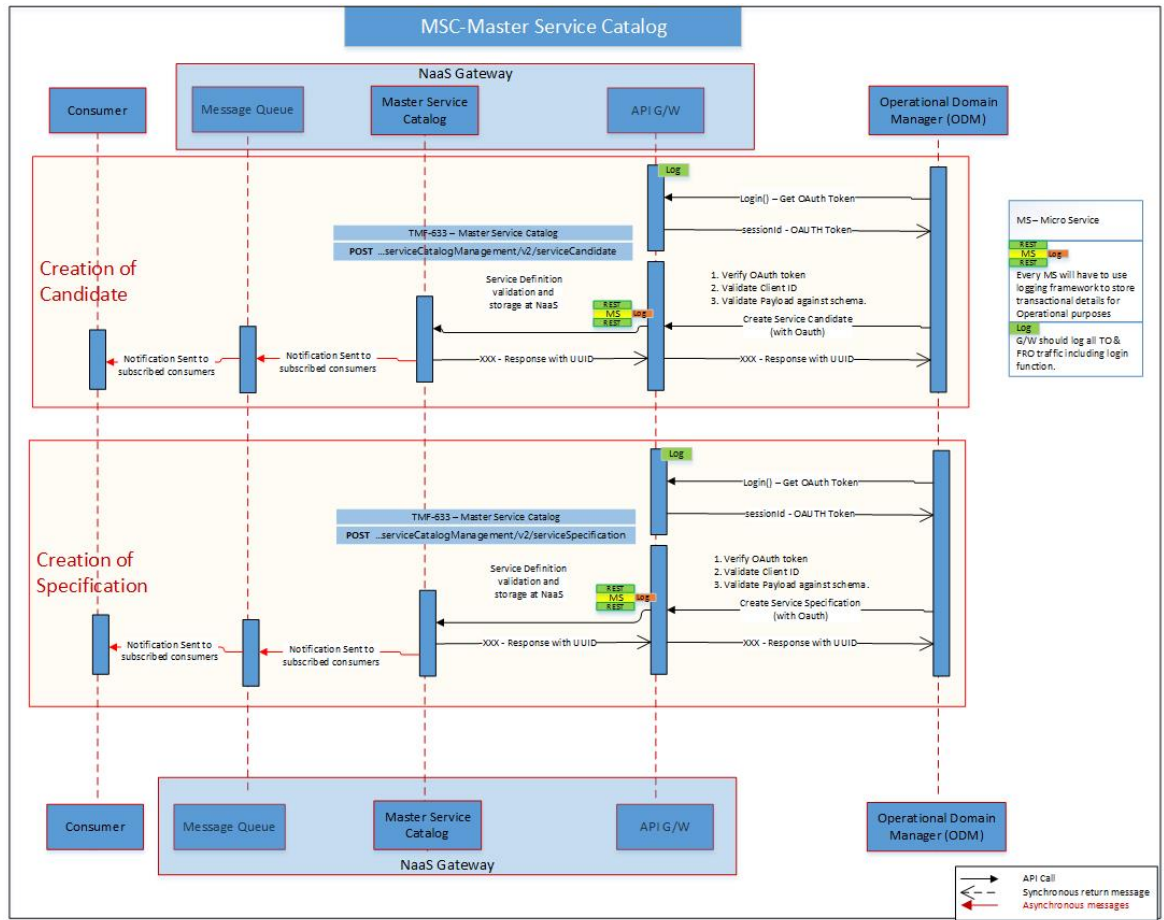 MSC-Master Service Catalog
NaaS Gateway
Consumer
Message Queue
Master Service
Catalog
API G/W
Operational Domain
Manager (ODM)
Log
Login() – Get OAuth Token
sessionId - OAUTH Token
TMF-633 – Master Service Catalog
POST ...serviceCatalogManagement/v2/serviceCandidate
Creation of
Candidate
Service Definition
validation and
storage at NaaS
1. Verify OAuth token
2. Validate Client ID
3. Validate Payload against schema.
REST
MS
Log
REST
Create Service Candidate
(with Oauth)
Notification Sent to
subscribed consumers
Notification Sent to
subscribed consumers
XXX - Response with UUID
XXX - Response with UUID
MS – Micro Service
REST
MS
Log
REST
Every MS will have to use
logging framework to store
transactional details for
Operational purposes
Log
G/W should log all TO &
FRO traffic including login
function.
Log
Login() – Get OAuth Token
sessionId - OAUTH Token
TMF-633 – Master Service Catalog
POST ...serviceCatalogManagement/v2/serviceSpecification
Creation of
Specification
Service Definition
validation and
storage at NaaS
1. Verify OAuth token
2. Validate Client ID
3. Validate Payload against schema.
REST
MS
Log
REST
Create Service Specification
(with Oauth)
Notification Sent to
subscribed consumers
Notification Sent to
subscribed consumers
XXX - Response with UUID
XXX - Response with UUID
Consumer
Message Queue
Master Service
Catalog
API G/W
Operational Domain
Manager (ODM)
NaaS Gateway
API Call
Synchronous return message
Asynchronous messages